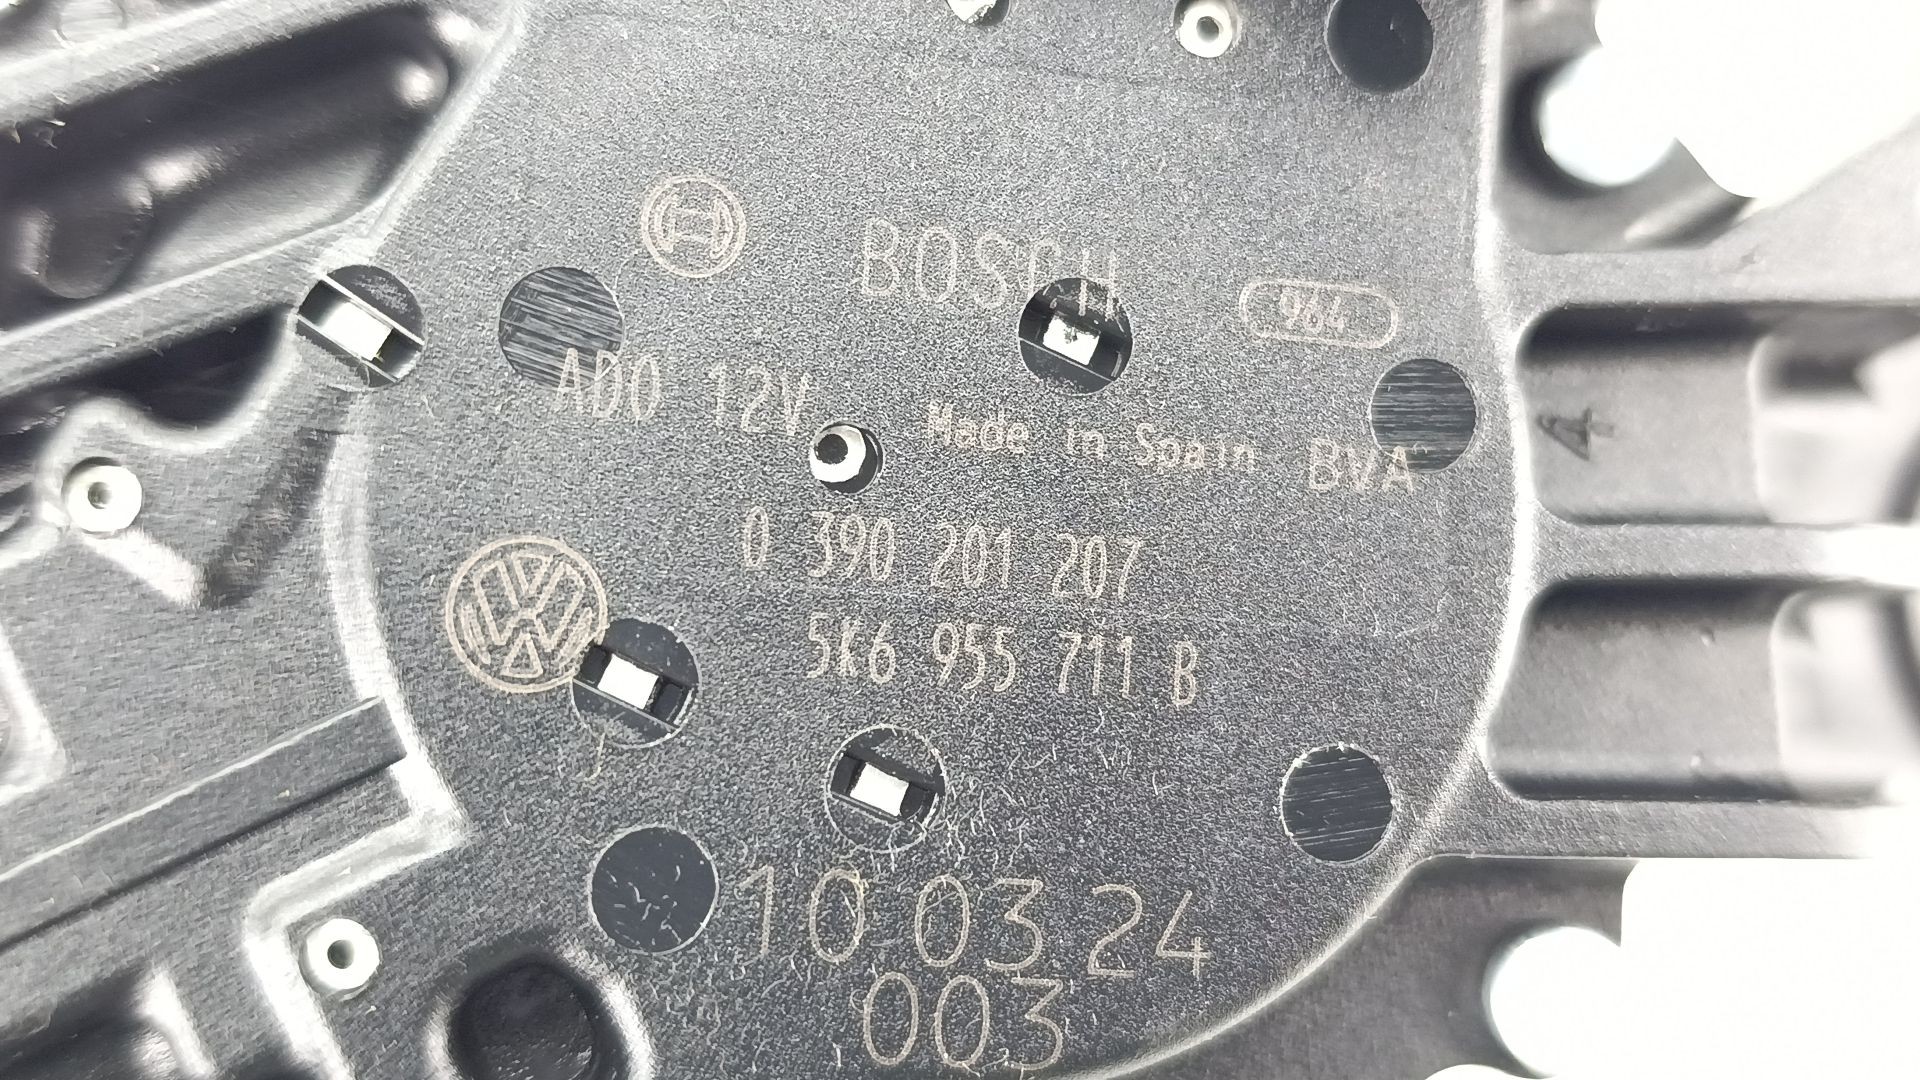 BOSCH
964
AD0 12V
Made in Spain BVA
0 390 201 207
5K6 955 711 B
10 03 24
003
4